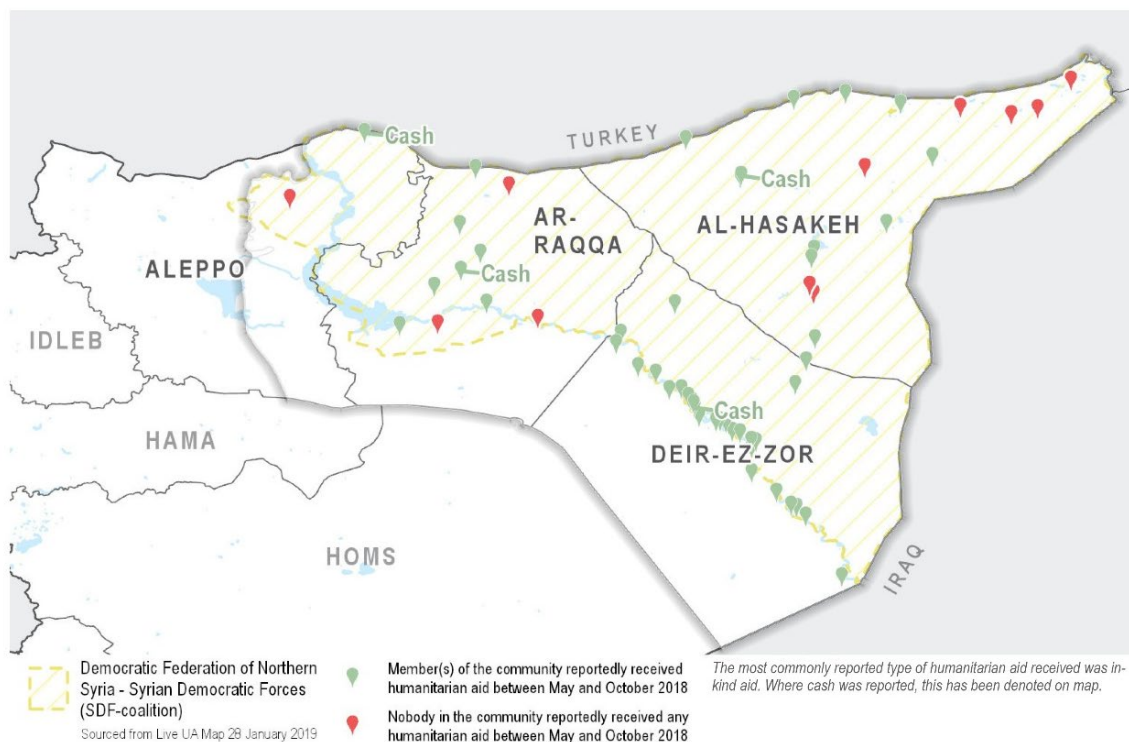 Cash
TURKEY
Cash
AR-
RAQQA
AL-HASAKEH
ALEPPO
Cash
IDLEB
Cash
HAMA
DEIR-EZ-ZOR
HOMS
IRAQ
Democratic Federation of Northern
Syria - Syrian Democratic Forces
(SDF-coalition)
Sourced from Live UA Map 28 January 2019
Member(s) of the community reportedly received
humanitarian aid between May and October 2018
Nobody in the community reportedly received any
humanitarian aid between May and October 2018
The most commonly reported type of humanitarian aid received was in-
kind aid. Where cash was reported, this has been denoted on map.